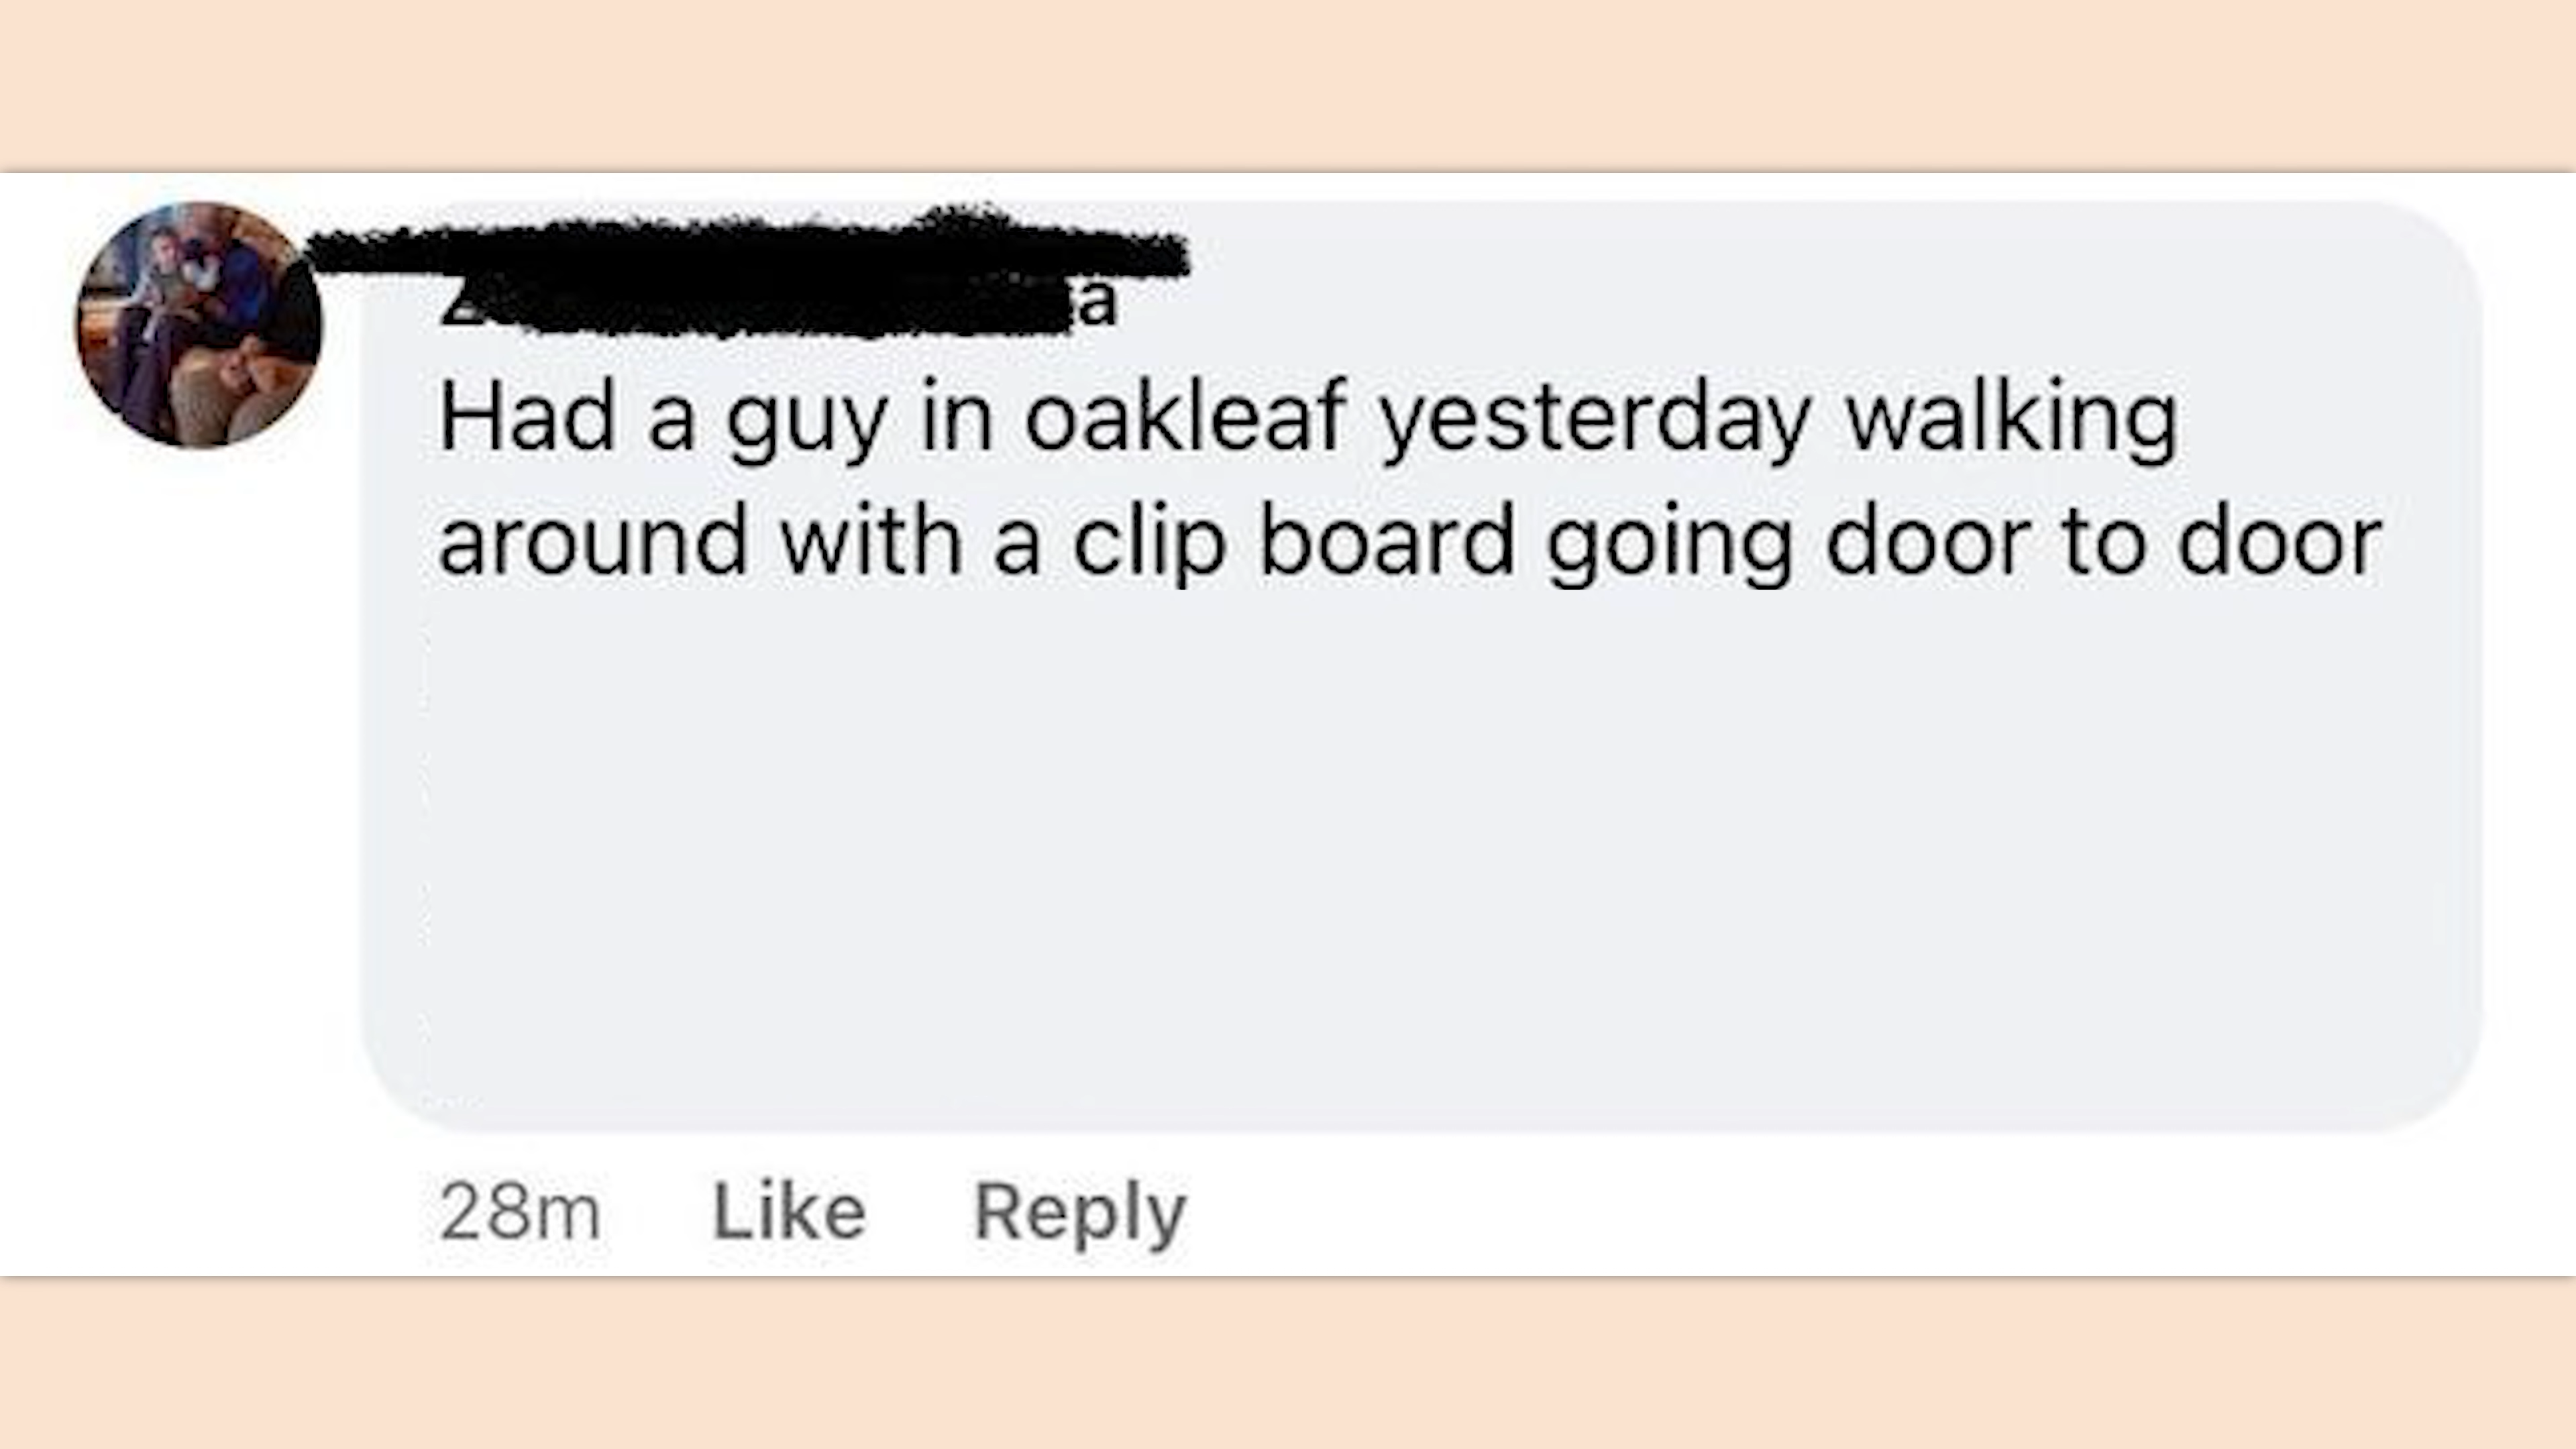 Had a guy in oakleaf yesterday walking
around with a clip board going door to door
28m Like Reply